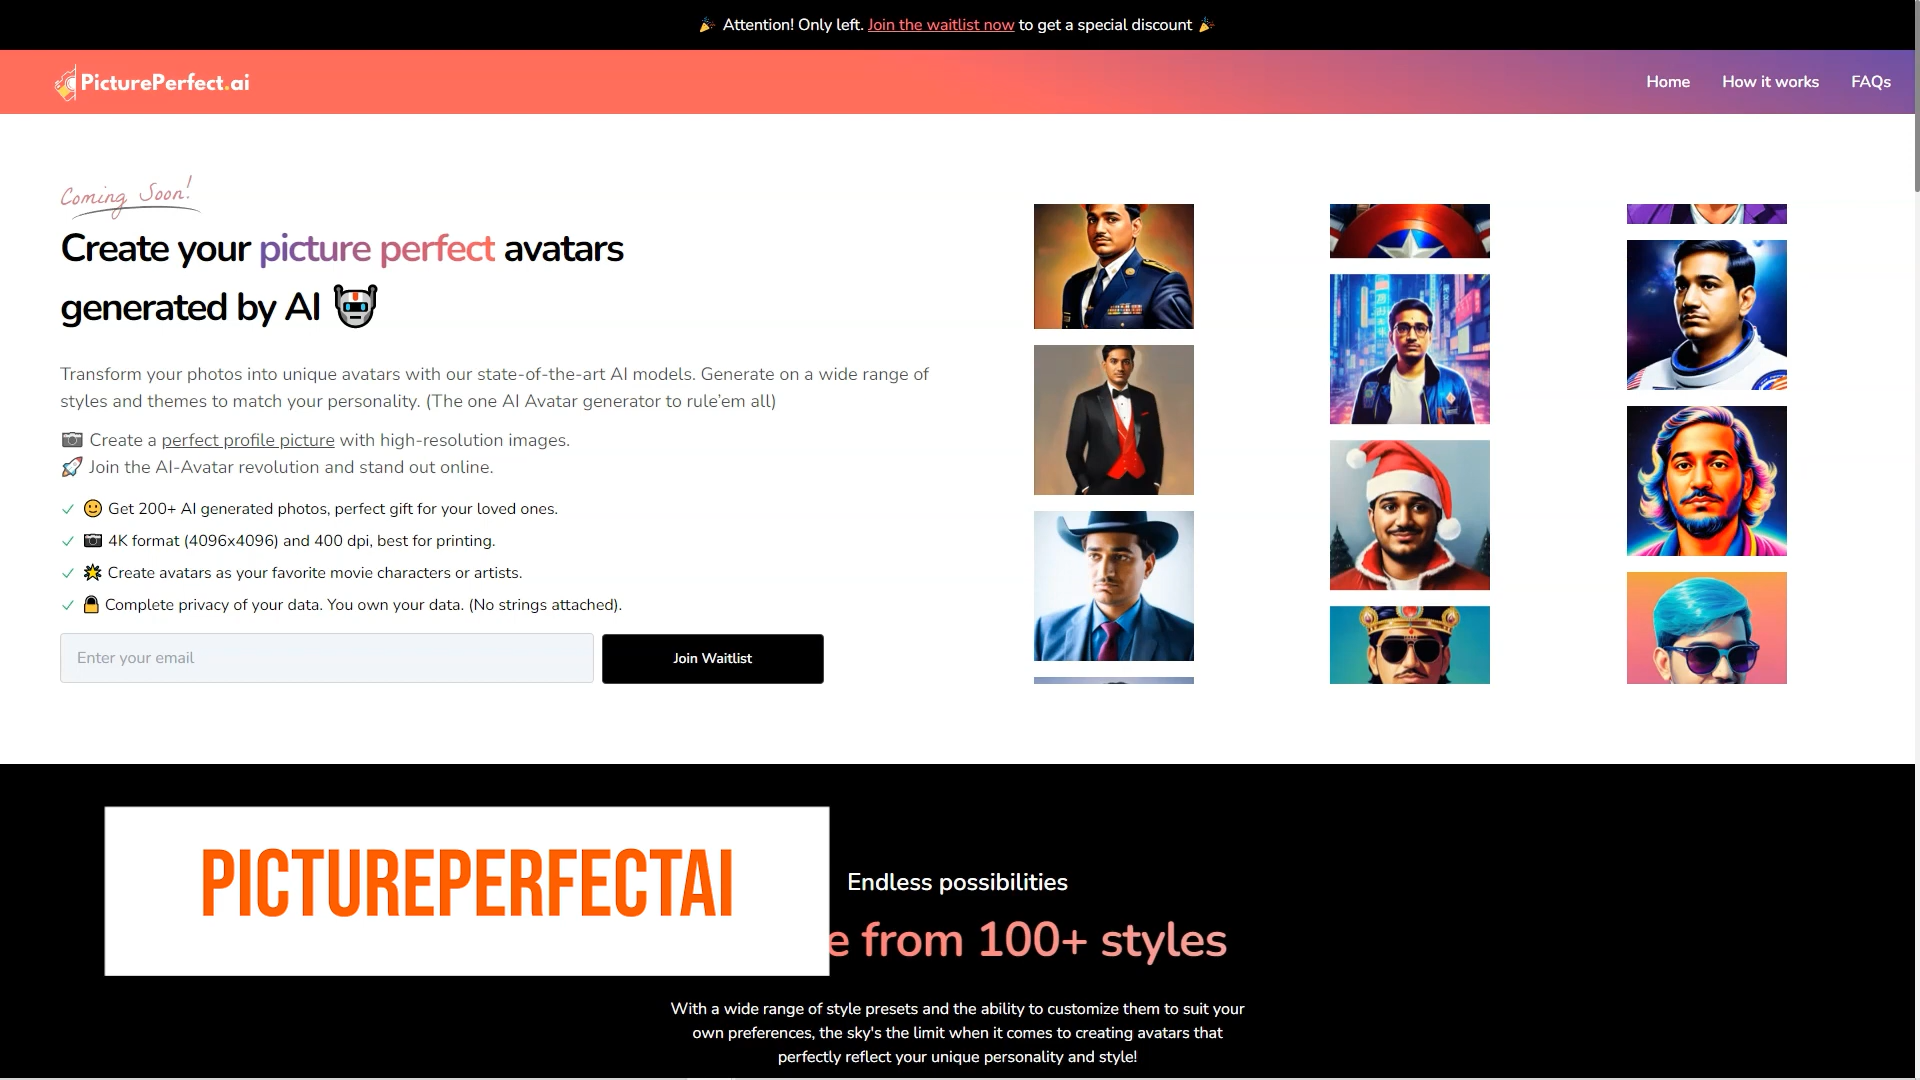 🎉 Attention! Only left. Join the waitlist now to get a special discount 🎉
PicturePerfect.ai
Home
How it works
FAQs
Coming Soon!
Create your picture perfect avatars
generated by AI 🤖
Transform your photos into unique avatars with our state-of-the-art AI models. Generate on a wide range of
styles and themes to match your personality. (The one AI Avatar generator to rule’em all)
📷 Create a perfect profile picture with high-resolution images.
🚀 Join the AI-Avatar revolution and stand out online.
✓ 🙂 Get 200+ AI generated photos, perfect gift for your loved ones.
✓ 📷 4K format (4096x4096) and 400 dpi, best for printing.
✓ 🌟 Create avatars as your favorite movie characters or artists.
✓ 🔒 Complete privacy of your data. You own your data. (No strings attached).
Enter your email
Join Waitlist
PICTUREPERFECTAI
Endless possibilities
e from 100+ styles
With a wide range of style presets and the ability to customize them to suit your
own preferences, the sky's the limit when it comes to creating avatars that
perfectly reflect your unique personality and style!